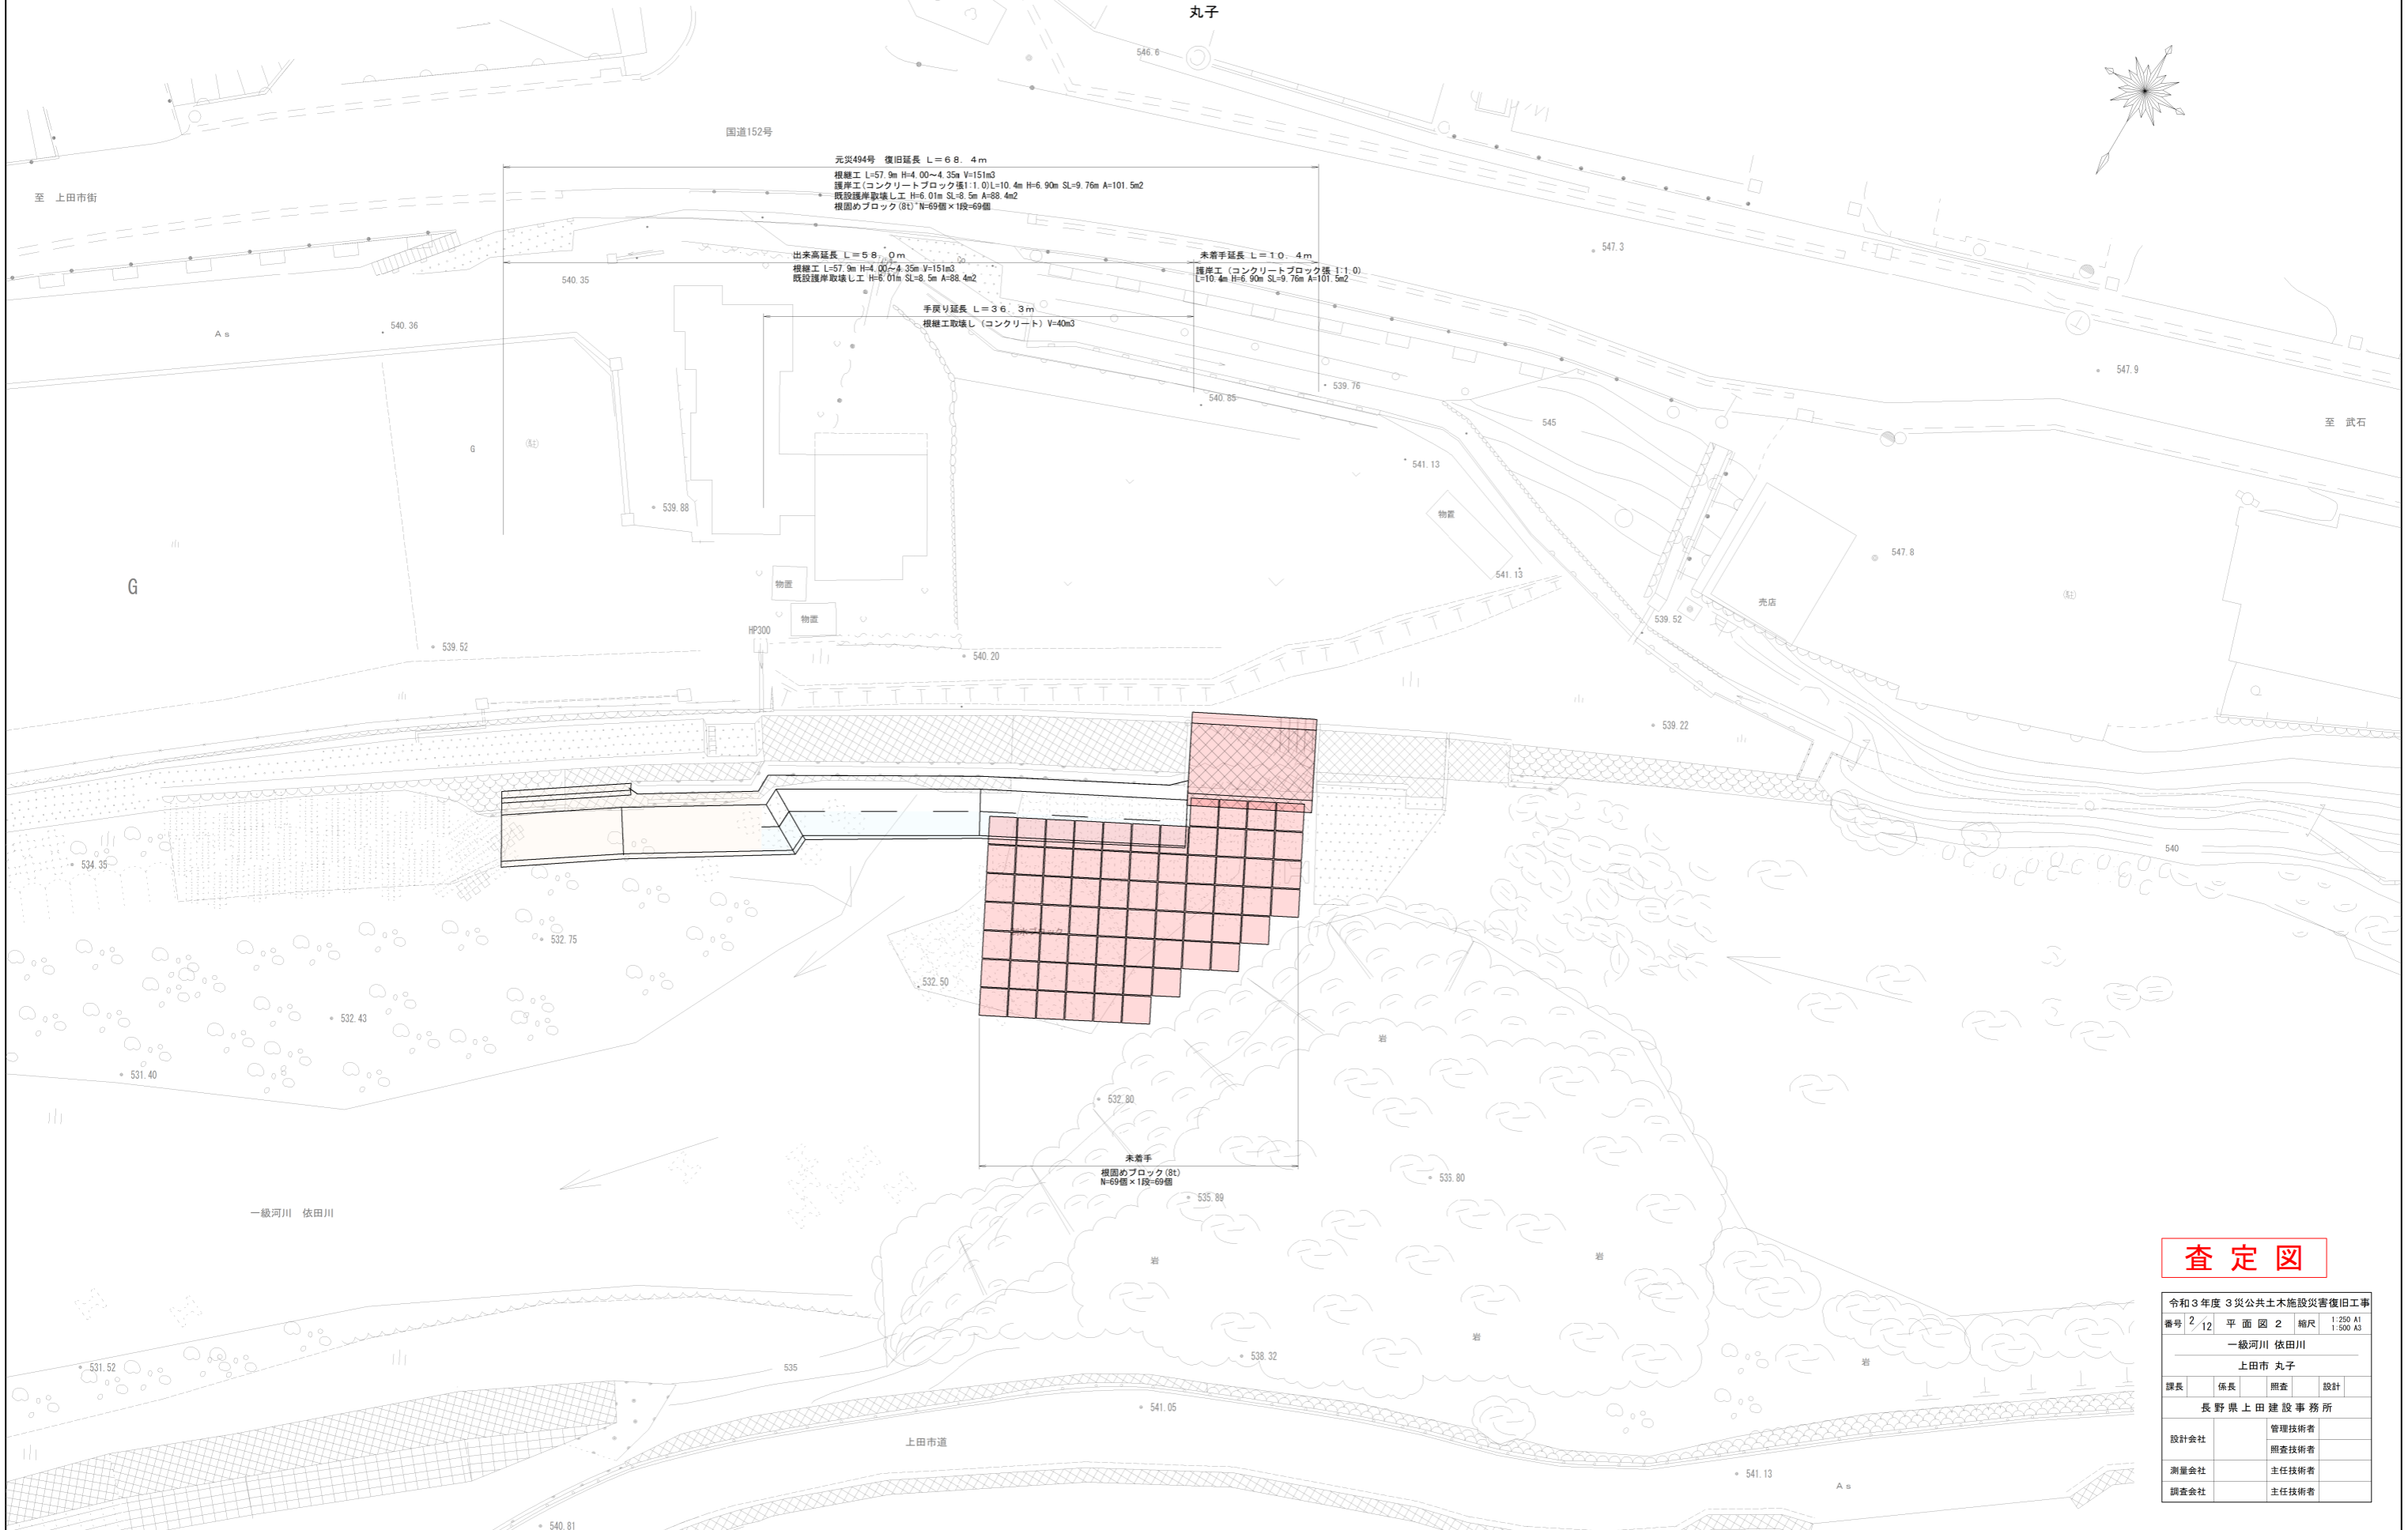 丸子
546.6
国道152号
元災494号 復旧延長 L=68.4m
根継工 L=57.9m H=4.00~4.35m V=151m3
護岸工(コンクリートブロック張1:1.0)L=10.4m H=6.90m SL=9.76m A=101.5m2
既設護岸取壊し工 H=6.01m SL=8.5m A=88.4m2
根固めブロック(8t) N=69個×1段=69個
至 上田市街
547.3
出来高延長 L=58.0m
根継工 L=57.9m H=4.00~4.35m V=151m3
既設護岸取壊し工 H=6.01m SL=8.5m A=88.4m2
未着手延長 L=10.4m
護岸工(コンクリートブロック張 1:1.0)
L=10.4m H=6.90m SL=9.76m A=101.5m2
540.35
手戻り延長 L=36.3m
根継工取壊し(コンクリート)V=40m3
540.36
As
547.9
539.76
540.85
545
至 武石
G
541.13
539.88
物置
547.8
541.13
G
物置
売店
物置
539.52
HP300
539.52
540.20
539.22
534.35
540
532.75
532.50
532.43
531.40
岩
532.80
未着手
根固めブロック(8t)
N=69個×1段=69個
535.80
535.89
一級河川 依田川
岩
岩
岩
531.52
535
538.32
岩
541.05
上田市道
541.13
As
540.81
査定図
令和3年度 3災公共土木施設災害復旧工事
番号 2/12 平面図2 縮尺 1:250 A1
1:500 A3
一級河川 依田川
上田市 丸子
課長 係長 照査 設計
長野県上田建設事務所
設計会社 管理技術者
照査技術者
測量会社 主任技術者
調査会社 主任技術者